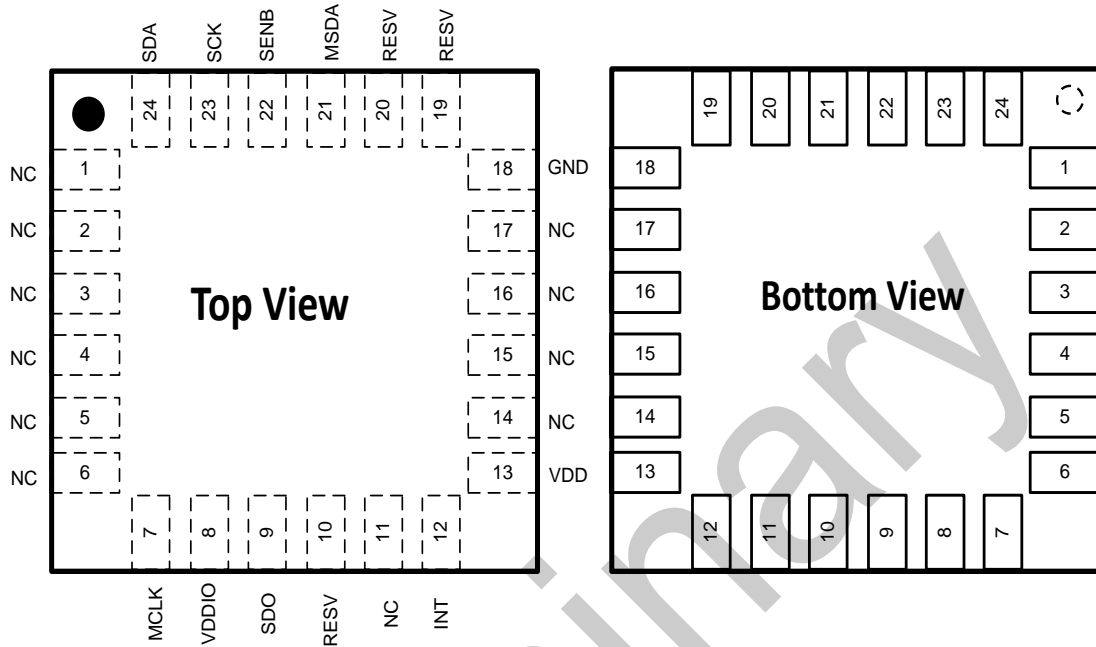 SDA SCK SENB MSDA RESV RESV
24 23 22 21 20 19
19 20 21 22 23 24
NC 1 18 GND
18 1
NC 2 17 NC
17 2
NC 3 16 NC
16 3
Top View
Bottom View
NC 4 15 NC
15 4
NC 5 14 NC
14 5
NC 6 13 VDD
13 6
7 8 9 10 11 12
12 11 10 9 8 7
MCLK VDDIO SDO RESV NC INT
inary